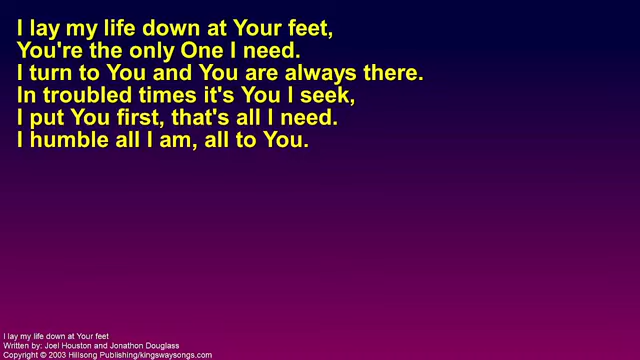 I lay my life down at Your feet,
You're the only One I need.
I turn to You and You are always there.
In troubled times it's You I seek,
I put You first, that's all I need.
I humble all I am, all to You.
I lay my life down at Your feet
Written by: Joel Houston and Jonathon Douglass
Copyright © 2003 Hillsong Publishing/kingswaysongs.com